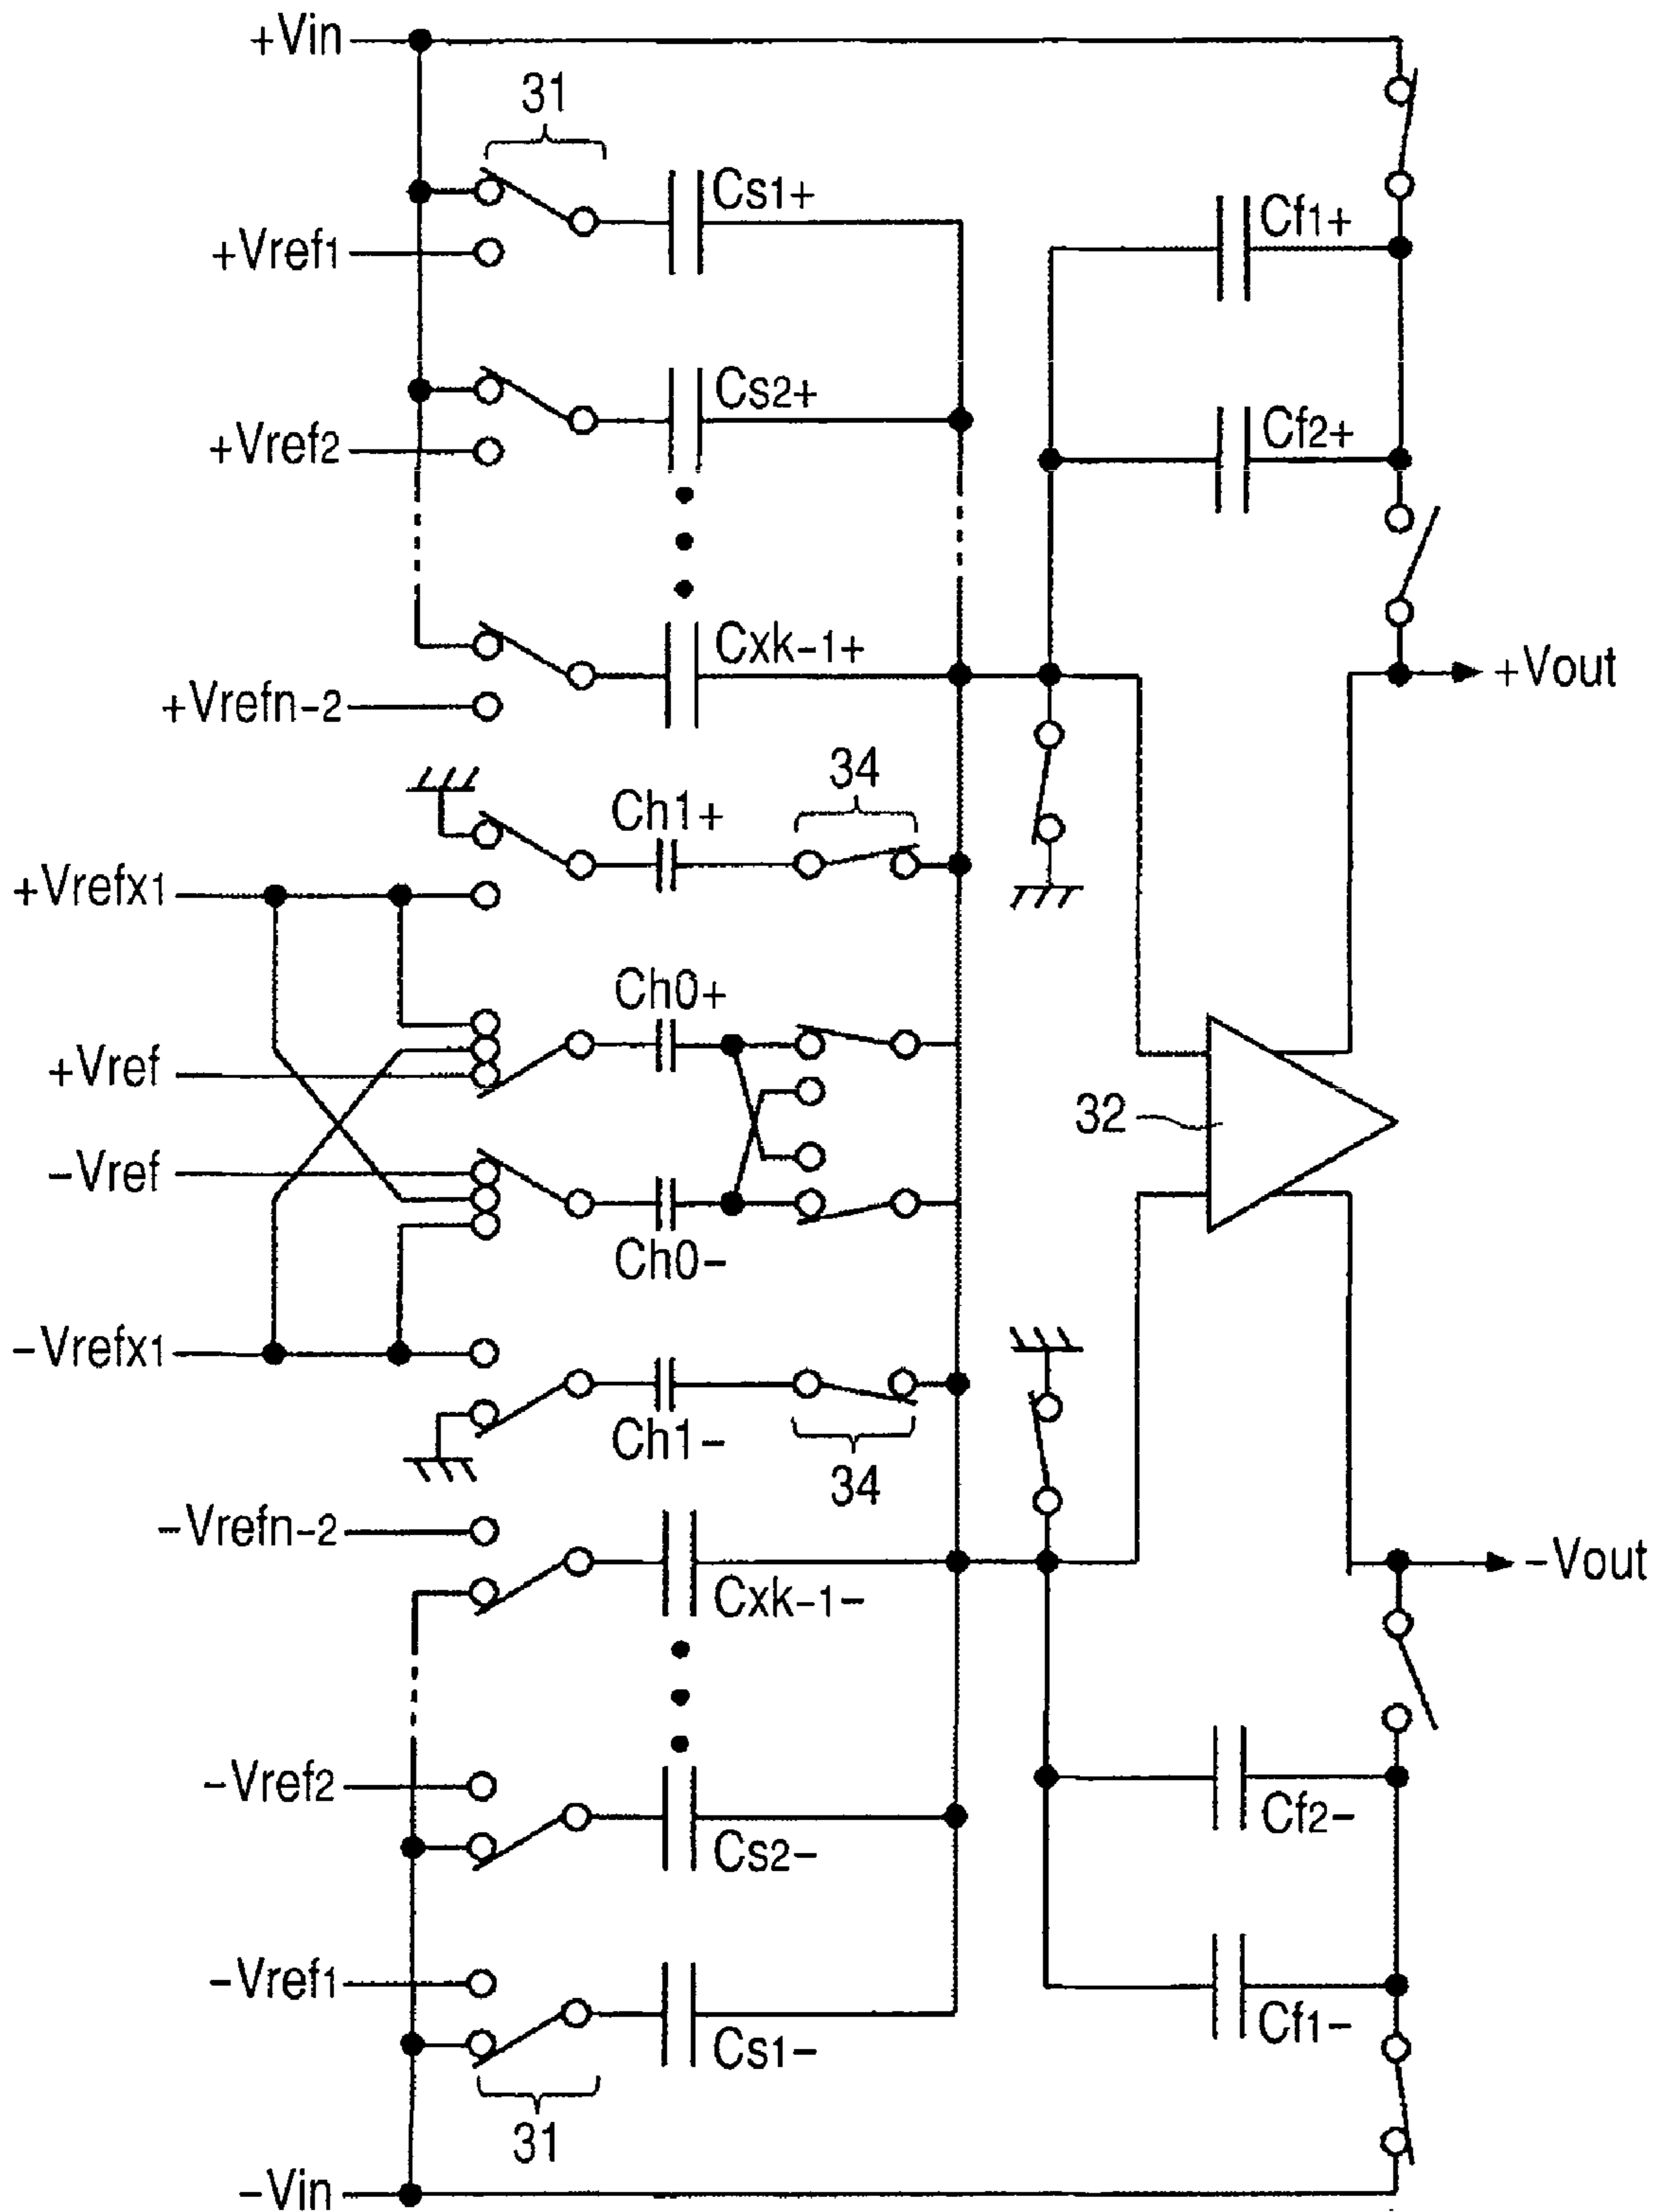 +Vin
31
Cs1+
+Vref1
Cf1+
Cs2+
+Vref2
Cf2+
Cxk-1+
+Vrefn-2
+Vout
34
Ch1+
+Vrefx1
Ch0+
+Vref
32
-Vref
Ch0-
-Vrefx1
Ch1-
34
-Vrefn-2
-Vout
Cxk-1-
-Vref2
Cf2-
Cs2-
-Vref1
Cf1-
Cs1-
31
-Vin